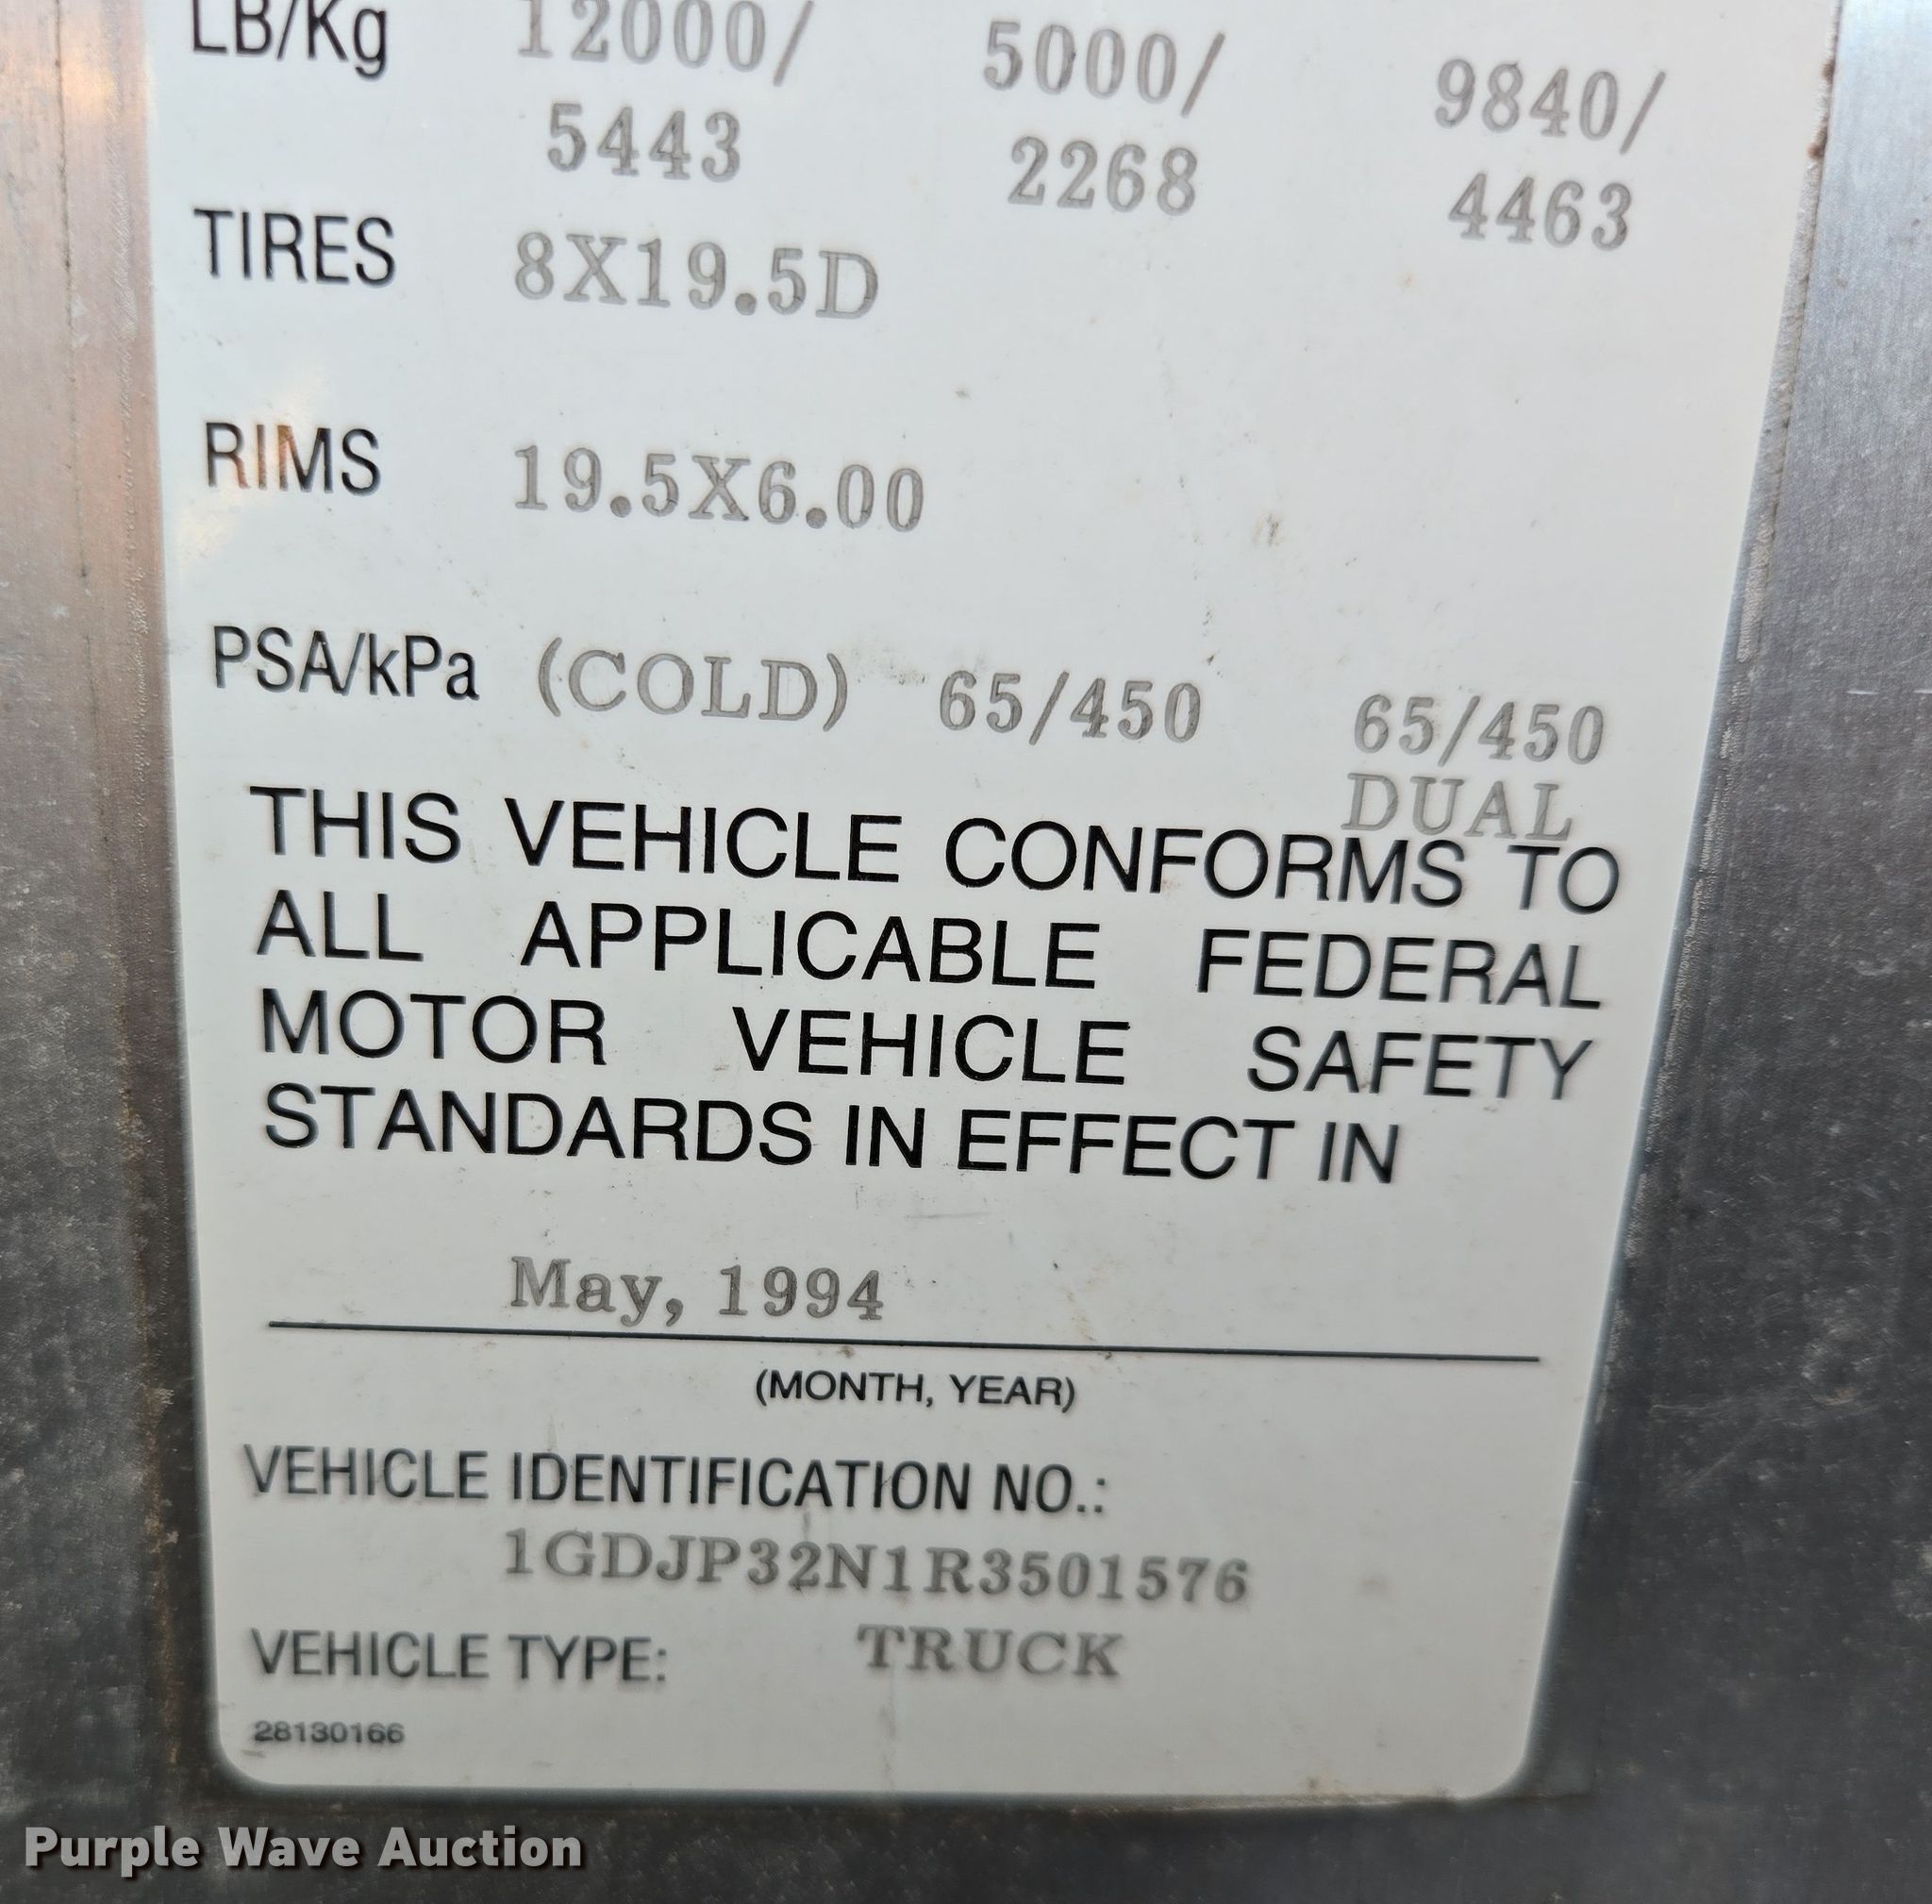 LB/Kg 12000/ 5000/ 9840/
5443 2268 4463
TIRES 8X19.5D
RIMS 19.5X6.00
PSA/kPa (COLD) 65/450 65/450
DUAL
THIS VEHICLE CONFORMS TO
ALL APPLICABLE FEDERAL
MOTOR VEHICLE SAFETY
STANDARDS IN EFFECT IN
May, 1994
(MONTH, YEAR)
VEHICLE IDENTIFICATION NO.:
1GDJP32N1R3501576
VEHICLE TYPE: TRUCK
28130166
Purple Wave Auction